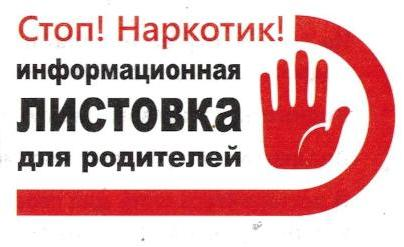 Стоп! Наркотик!
информационная
ЛИСТОВКА
для родителей